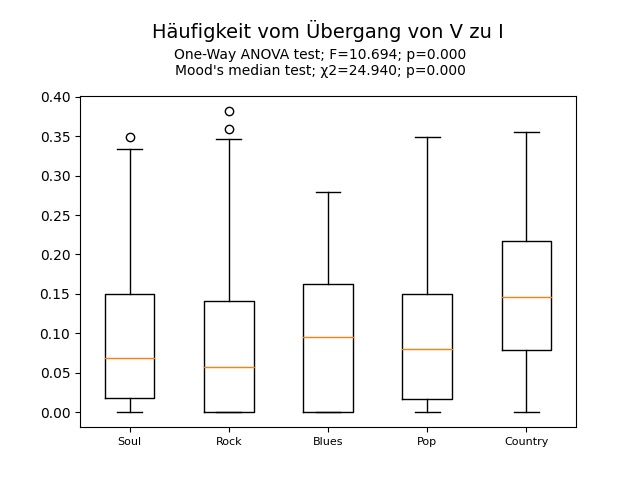 Häufigkeit vom Übergang von V zu I
One-Way ANOVA test; F=10.694; p=0.000
Mood's median test; χ2=24.940; p=0.000
0.40
0.35
0.30
0.25
0.20
0.15
0.10
0.05
0.00
Soul Rock Blues Pop Country